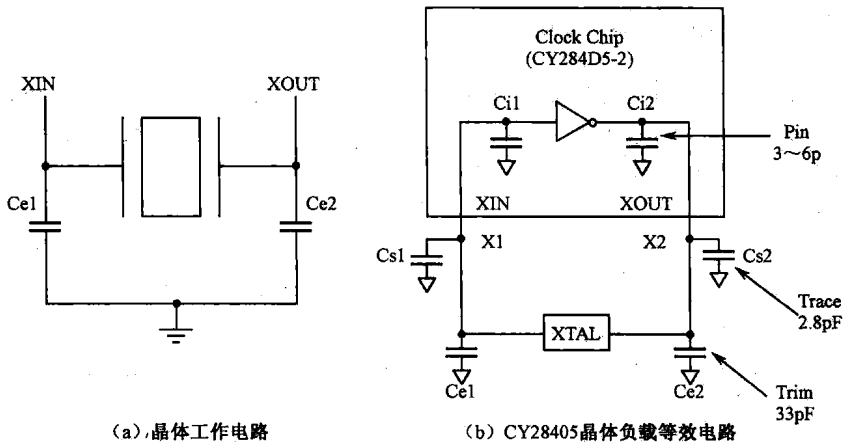 XIN
XOUT
Ce1
Ce2
(a).晶体工作电路
Clock Chip
(CY284D5-2)
Ci1
Ci2
Pin
3～6p
XIN
XOUT
X1
X2
Cs1
Cs2
Trace
2.8pF
XTAL
Ce1
Ce2
Trim
33pF
(b) CY28405晶体负载等效电路